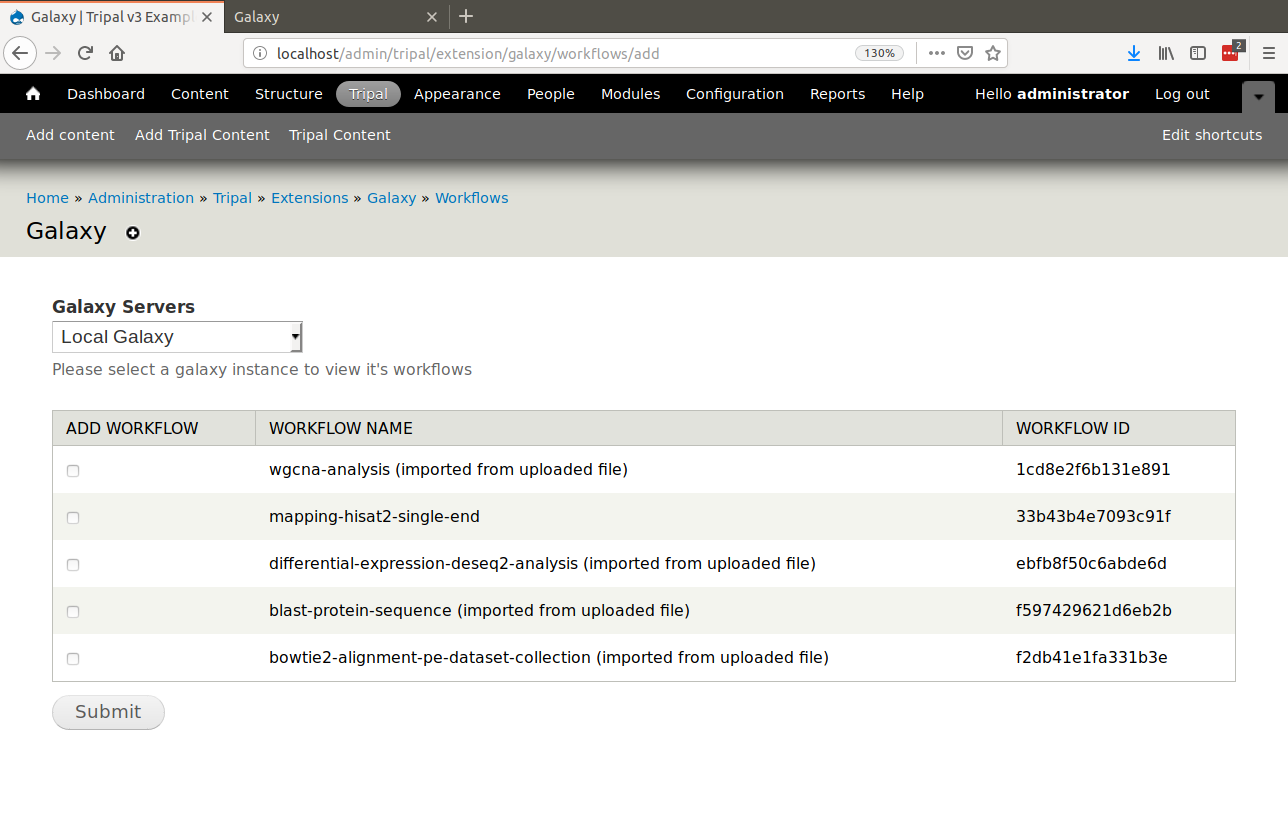 Galaxy | Tripal v3 Exampl
Galaxy
localhost/admin/tripal/extension/galaxy/workflows/add
130%
2
Dashboard Content Structure Tripal Appearance People Modules Configuration Reports Help Hello administrator Log out
Add content Add Tripal Content Tripal Content Edit shortcuts
Home » Administration » Tripal » Extensions » Galaxy » Workflows
Galaxy
Galaxy Servers
Local Galaxy
Please select a galaxy instance to view it's workflows
ADD WORKFLOW WORKFLOW NAME WORKFLOW ID
wgcna-analysis (imported from uploaded file) 1cd8e2f6b131e891
mapping-hisat2-single-end 33b43b4e7093c91f
differential-expression-deseq2-analysis (imported from uploaded file) ebfb8f50c6abde6d
blast-protein-sequence (imported from uploaded file) f597429621d6eb2b
bowtie2-alignment-pe-dataset-collection (imported from uploaded file) f2db41e1fa331b3e
Submit